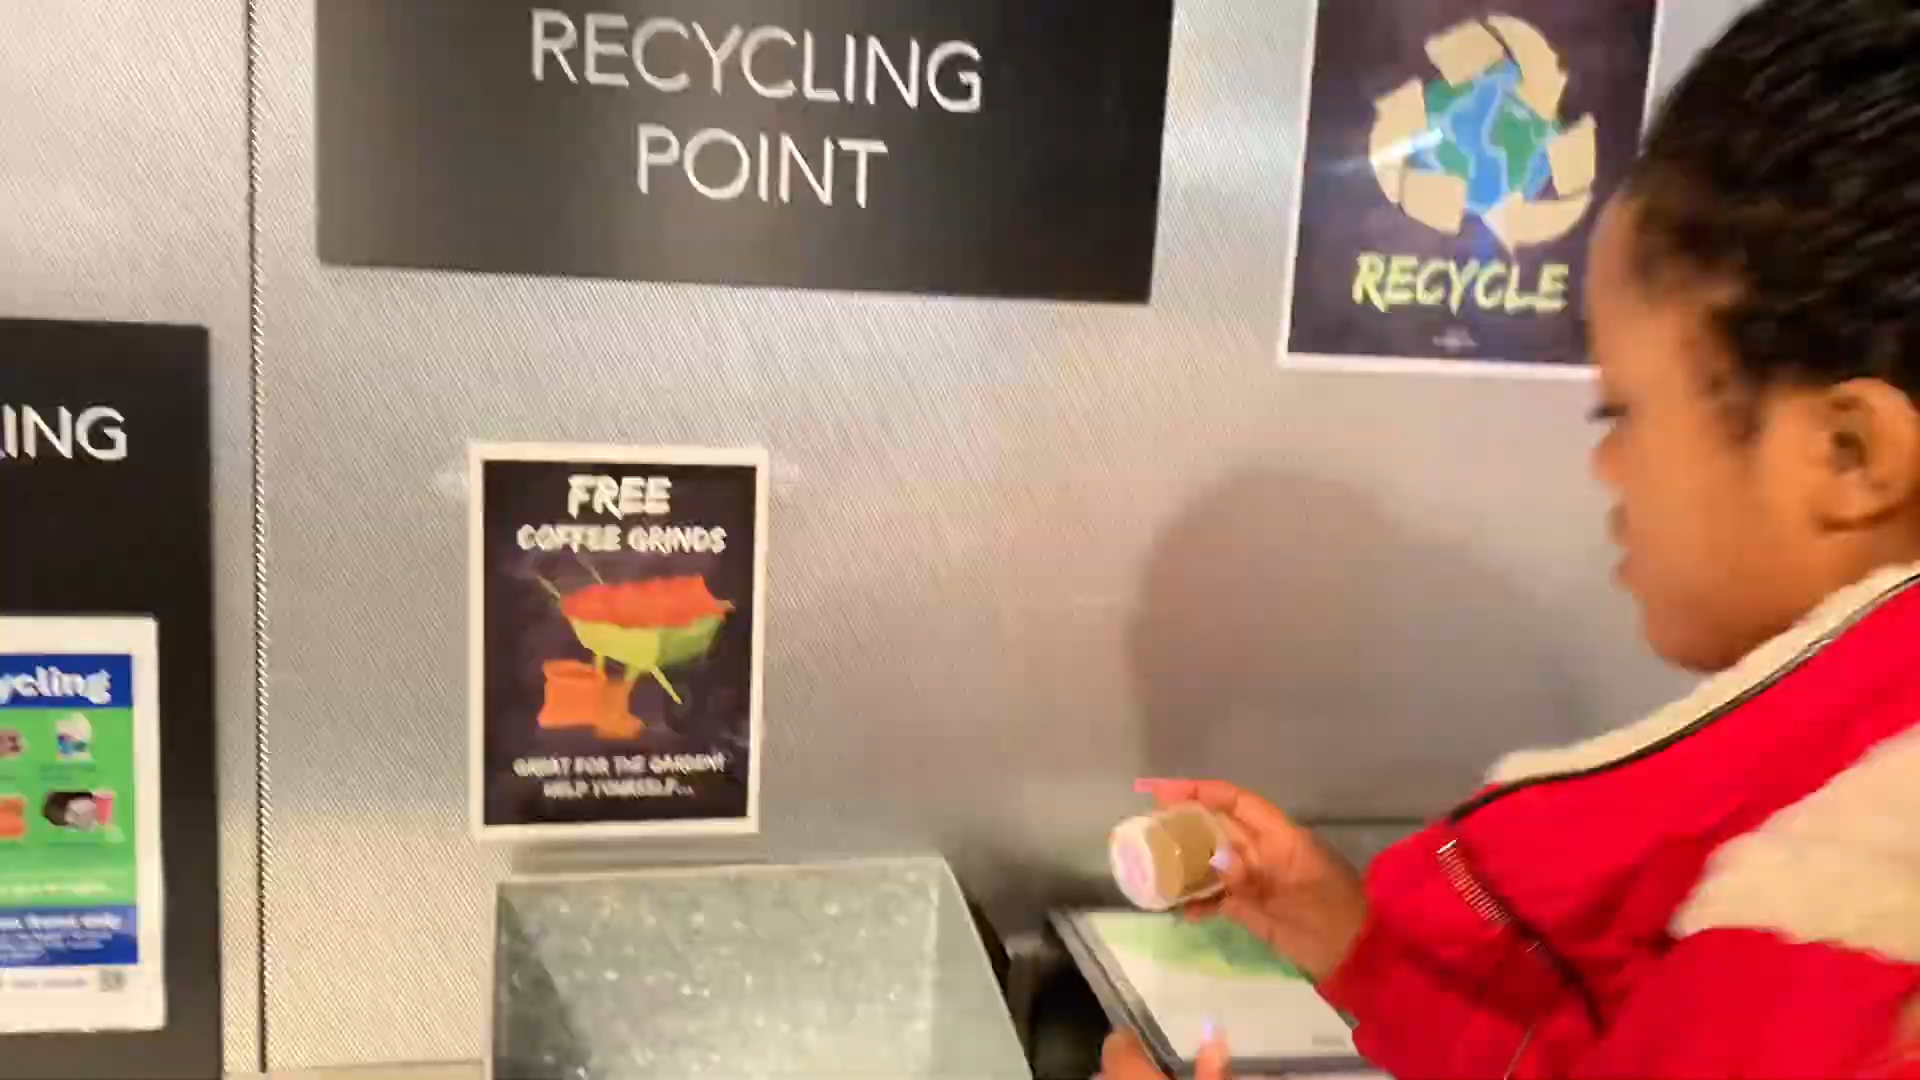 RECYCLING
POINT
RECYCLE
ING
FREE
COFFEE GRINDS
GREAT FOR THE GARDEN!
HELP YOURSELF...
ycling